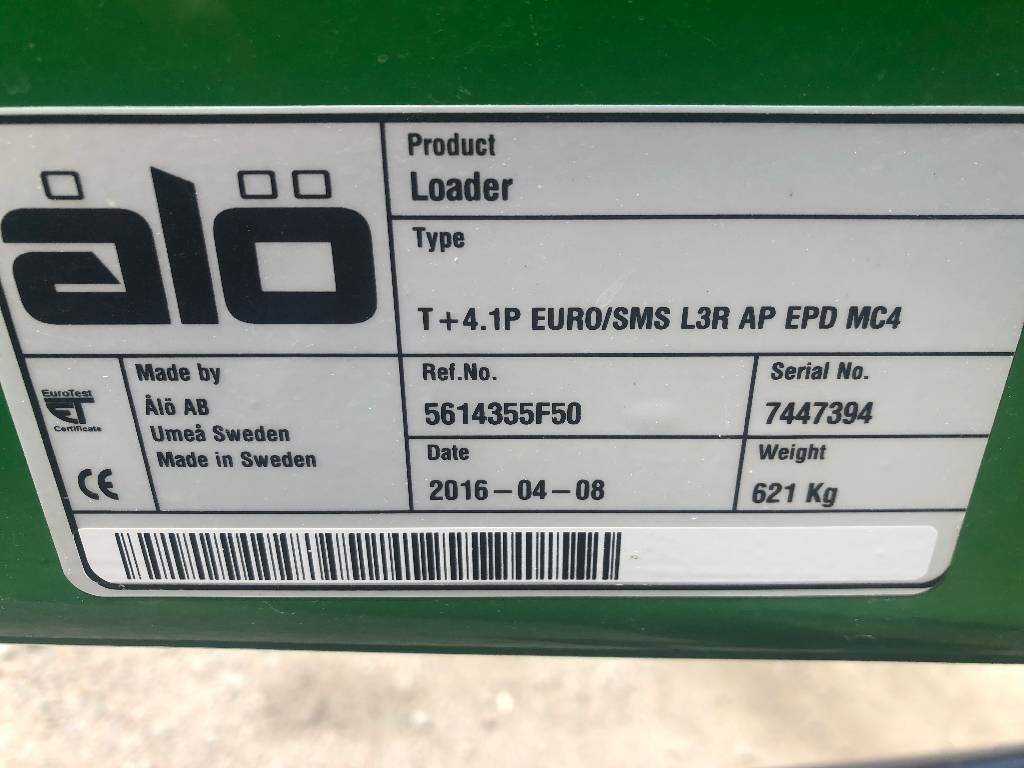 ålö
Product
Loader
Type
T+4.1P EURO/SMS L3R AP EPD MC4
EuroTest
ET
Certificate
CE
Made by
Ålö AB
Umeå Sweden
Made in Sweden
Ref.No.
5614355F50
Serial No.
7447394
Date
2016-04-08
Weight
621 Kg